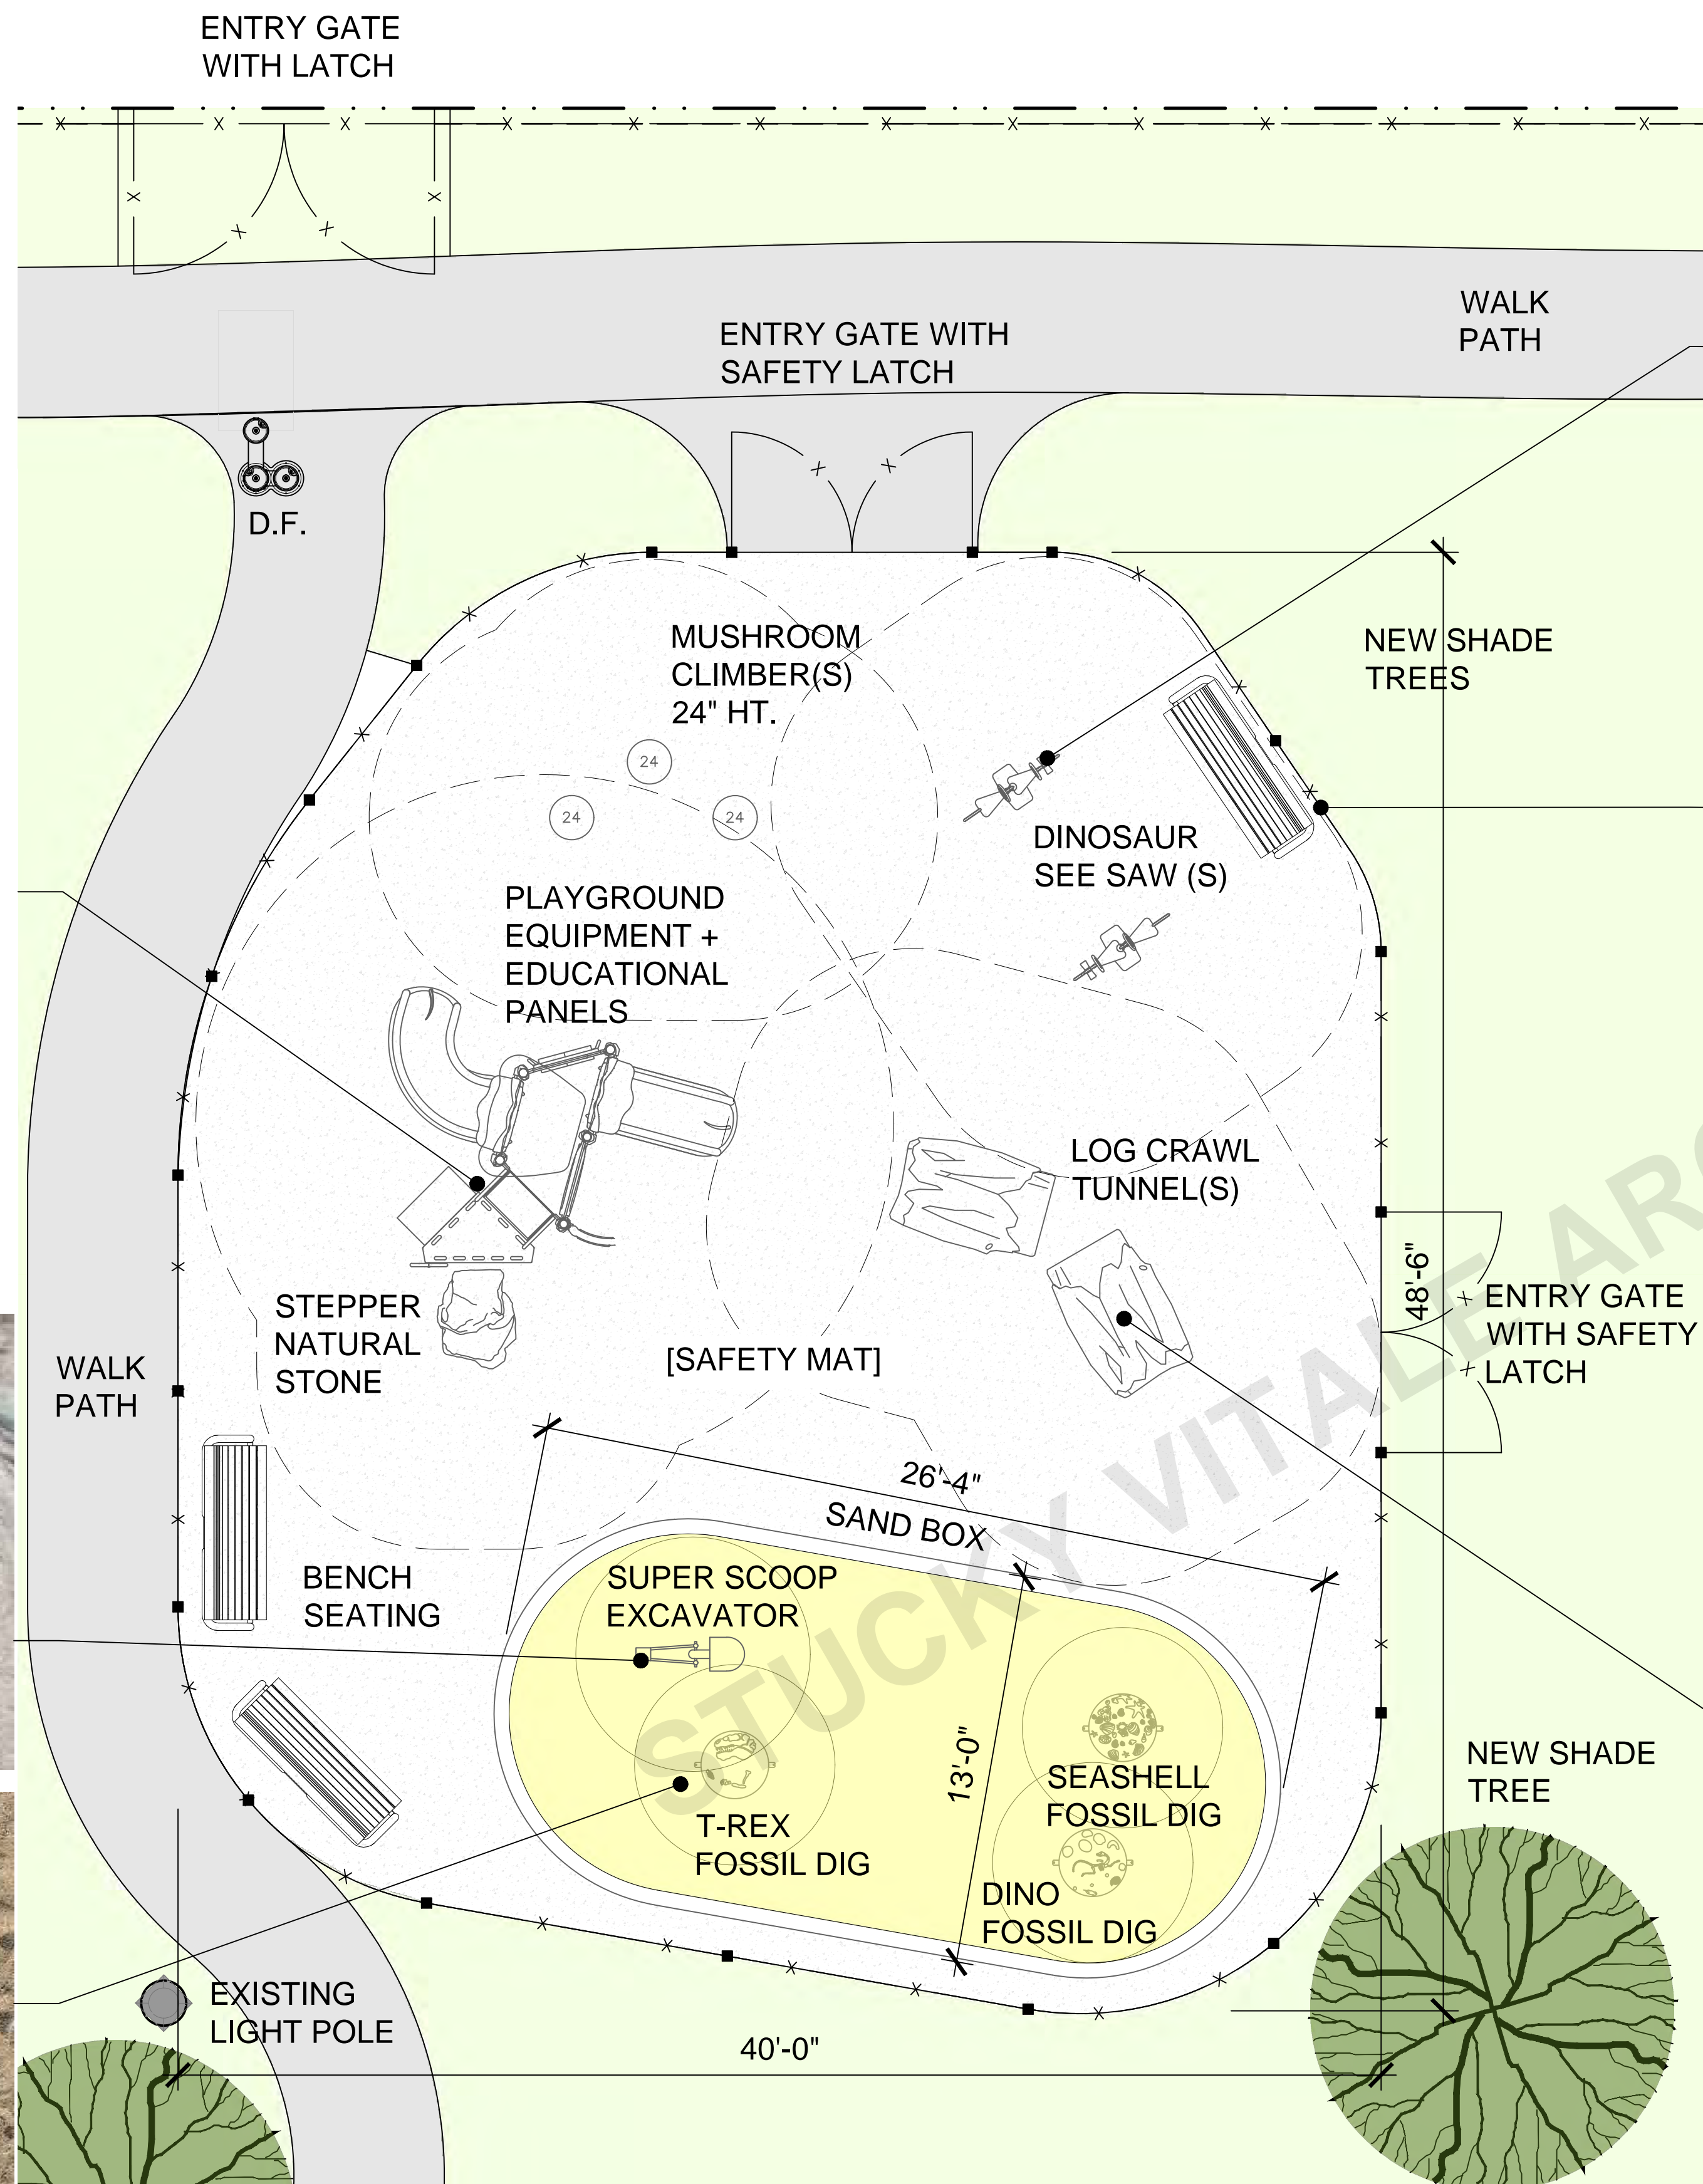 ENTRY GATE
WITH LATCH
WALK
PATH
ENTRY GATE WITH
SAFETY LATCH
D.F.
MUSHROOM
CLIMBER(S)
24" HT.
NEW SHADE
TREES
24
24
24
DINOSAUR
SEE SAW (S)
PLAYGROUND
EQUIPMENT +
EDUCATIONAL
PANELS
LOG CRAWL
TUNNEL(S)
48'-6"
ENTRY GATE
WITH SAFETY
LATCH
STEPPER
NATURAL
STONE
WALK
PATH
[SAFETY MAT]
26'-4"
SAND BOX
BENCH
SEATING
SUPER SCOOP
EXCAVATOR
13'-0"
SEASHELL
FOSSIL DIG
T-REX
FOSSIL DIG
DINO
FOSSIL DIG
NEW SHADE
TREE
EXISTING
LIGHT POLE
40'-0"
STUCKY VITALE